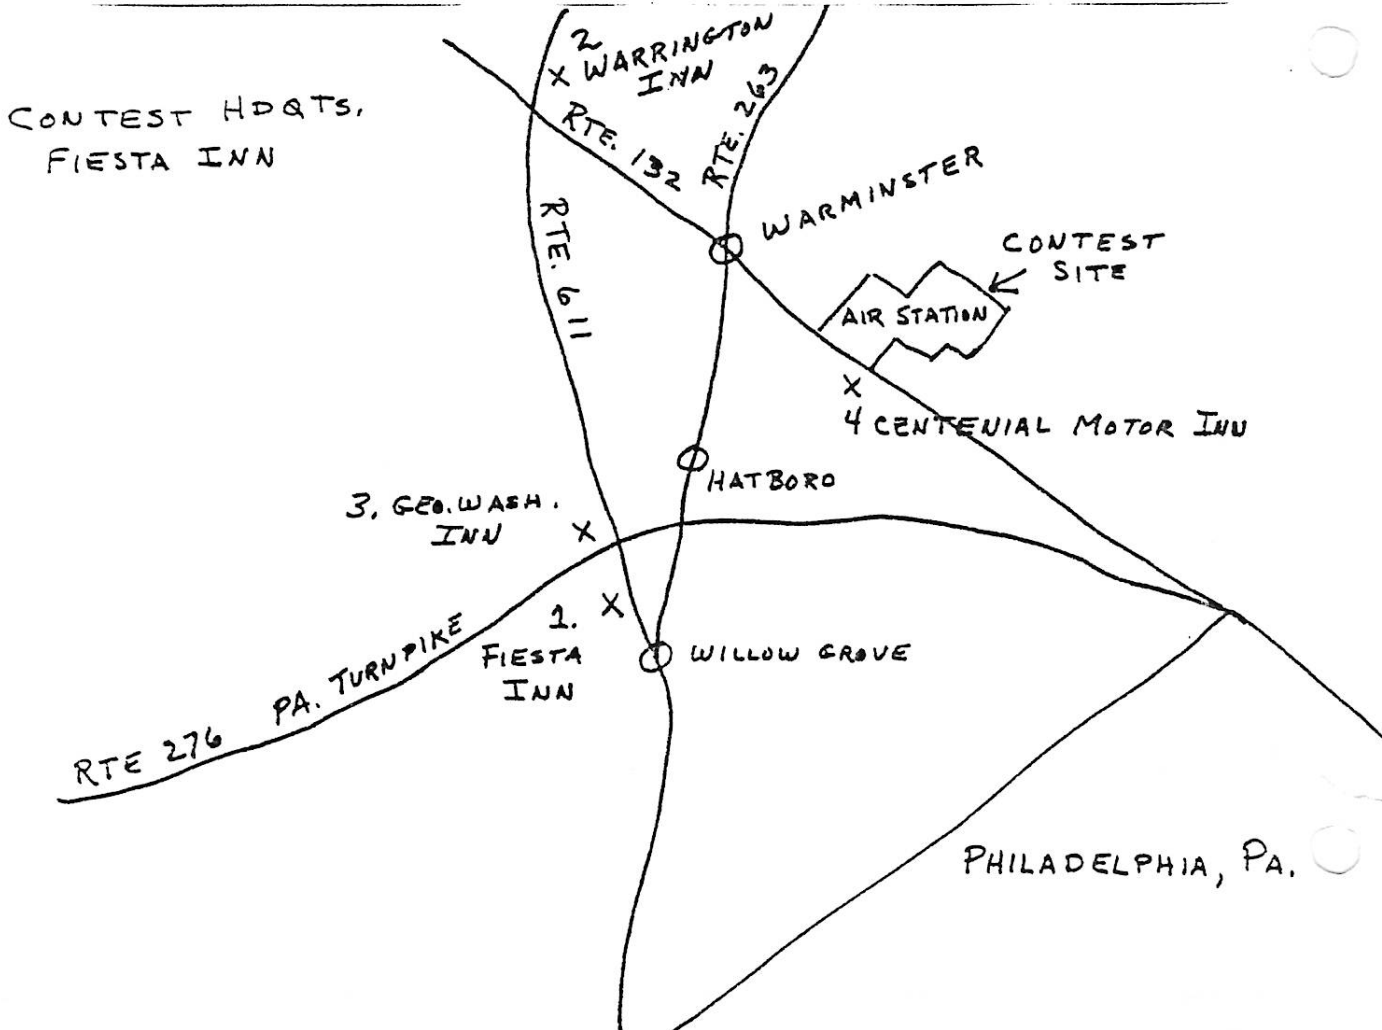 2
WARRINGTON
INN
CONTEST HDQTS.
FIESTA INN
RTE. 132
RTE. 263
WARMINSTER
RTE. 611
CONTEST
SITE
AIR STATION
4 CENTENIAL MOTOR INN
HATBORO
3. GEO. WASH.
INN
1.
FIESTA
INN
WILLOW GROVE
RTE 276 PA. TURNPIKE
PHILADELPHIA, PA.